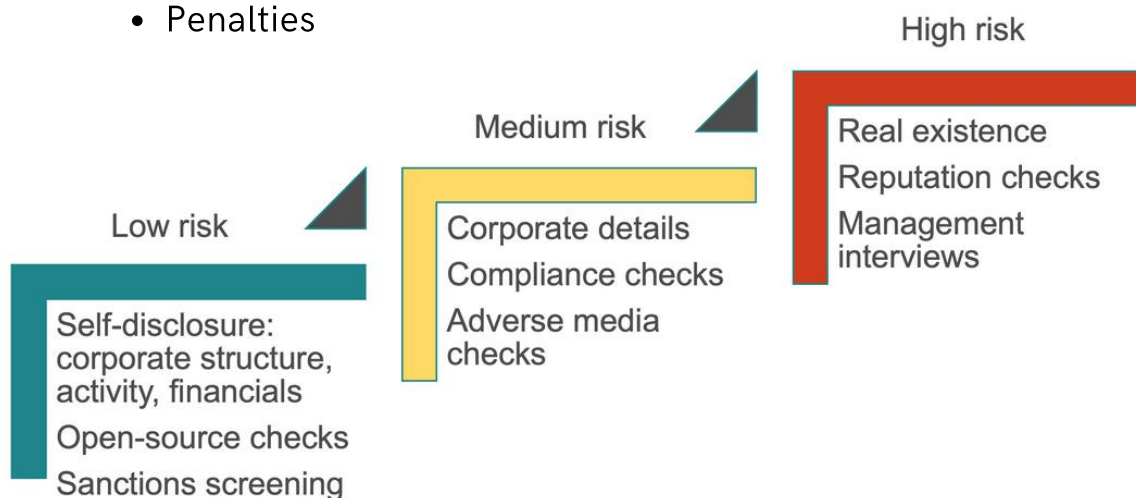 • Penalties
High risk
Real existence
Reputation checks
Management
interviews
Medium risk
Corporate details
Compliance checks
Adverse media
checks
Low risk
Self-disclosure:
corporate structure,
activity, financials
Open-source checks
Sanctions screening